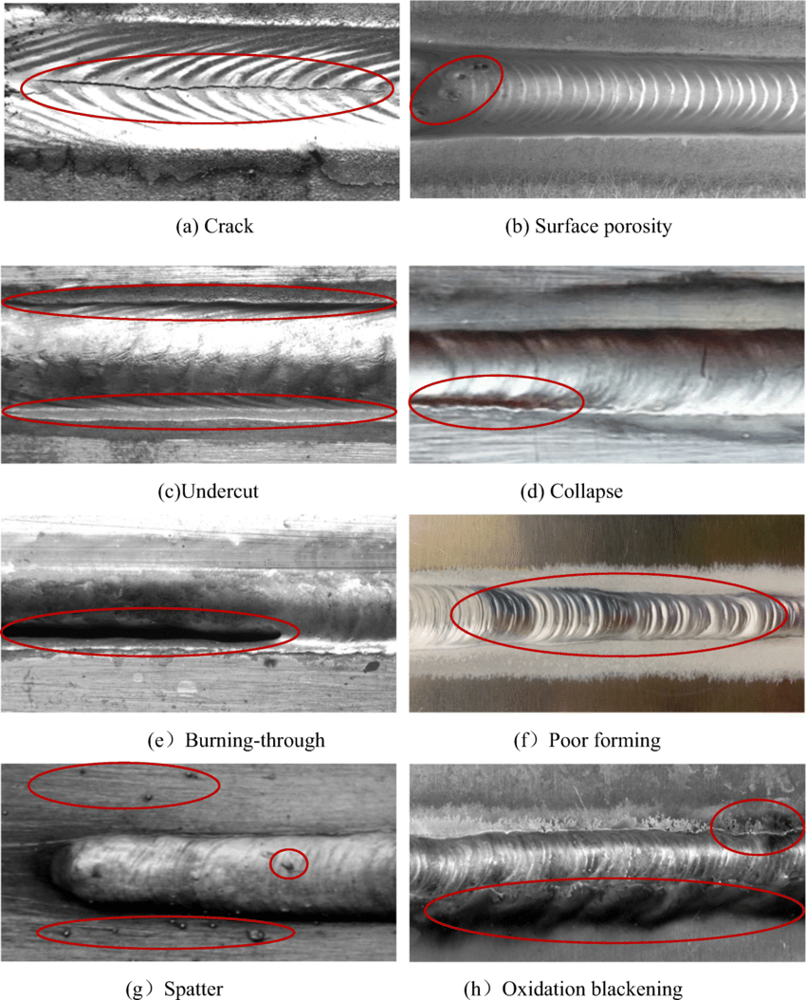 (a) Crack
(b) Surface porosity
(c)Undercut
(d) Collapse
(e）Burning-through
(f）Poor forming
(g）Spatter
(h）Oxidation blackening